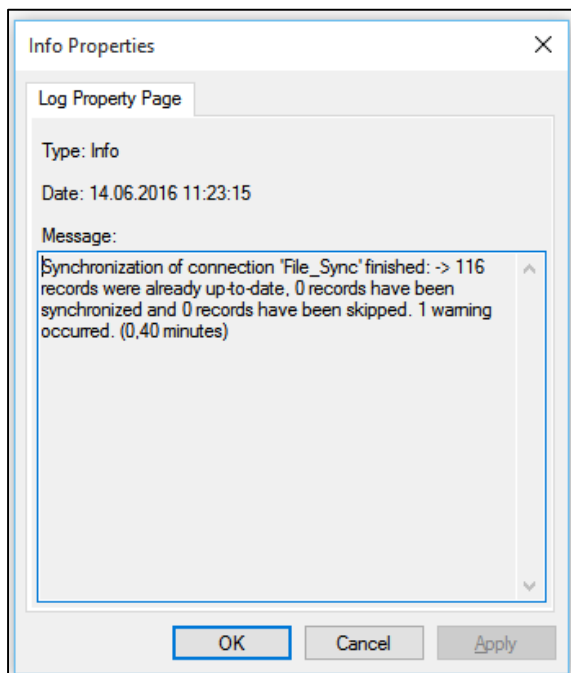 Info Properties
Log Property Page
Type: Info
Date: 14.06.2016 11:23:15
Message:
Synchronization of connection 'File_Sync' finished: -> 116
records were already up-to-date, 0 records have been
synchronized and 0 records have been skipped. 1 warning
occurred. (0,40 minutes)
OK Cancel Apply